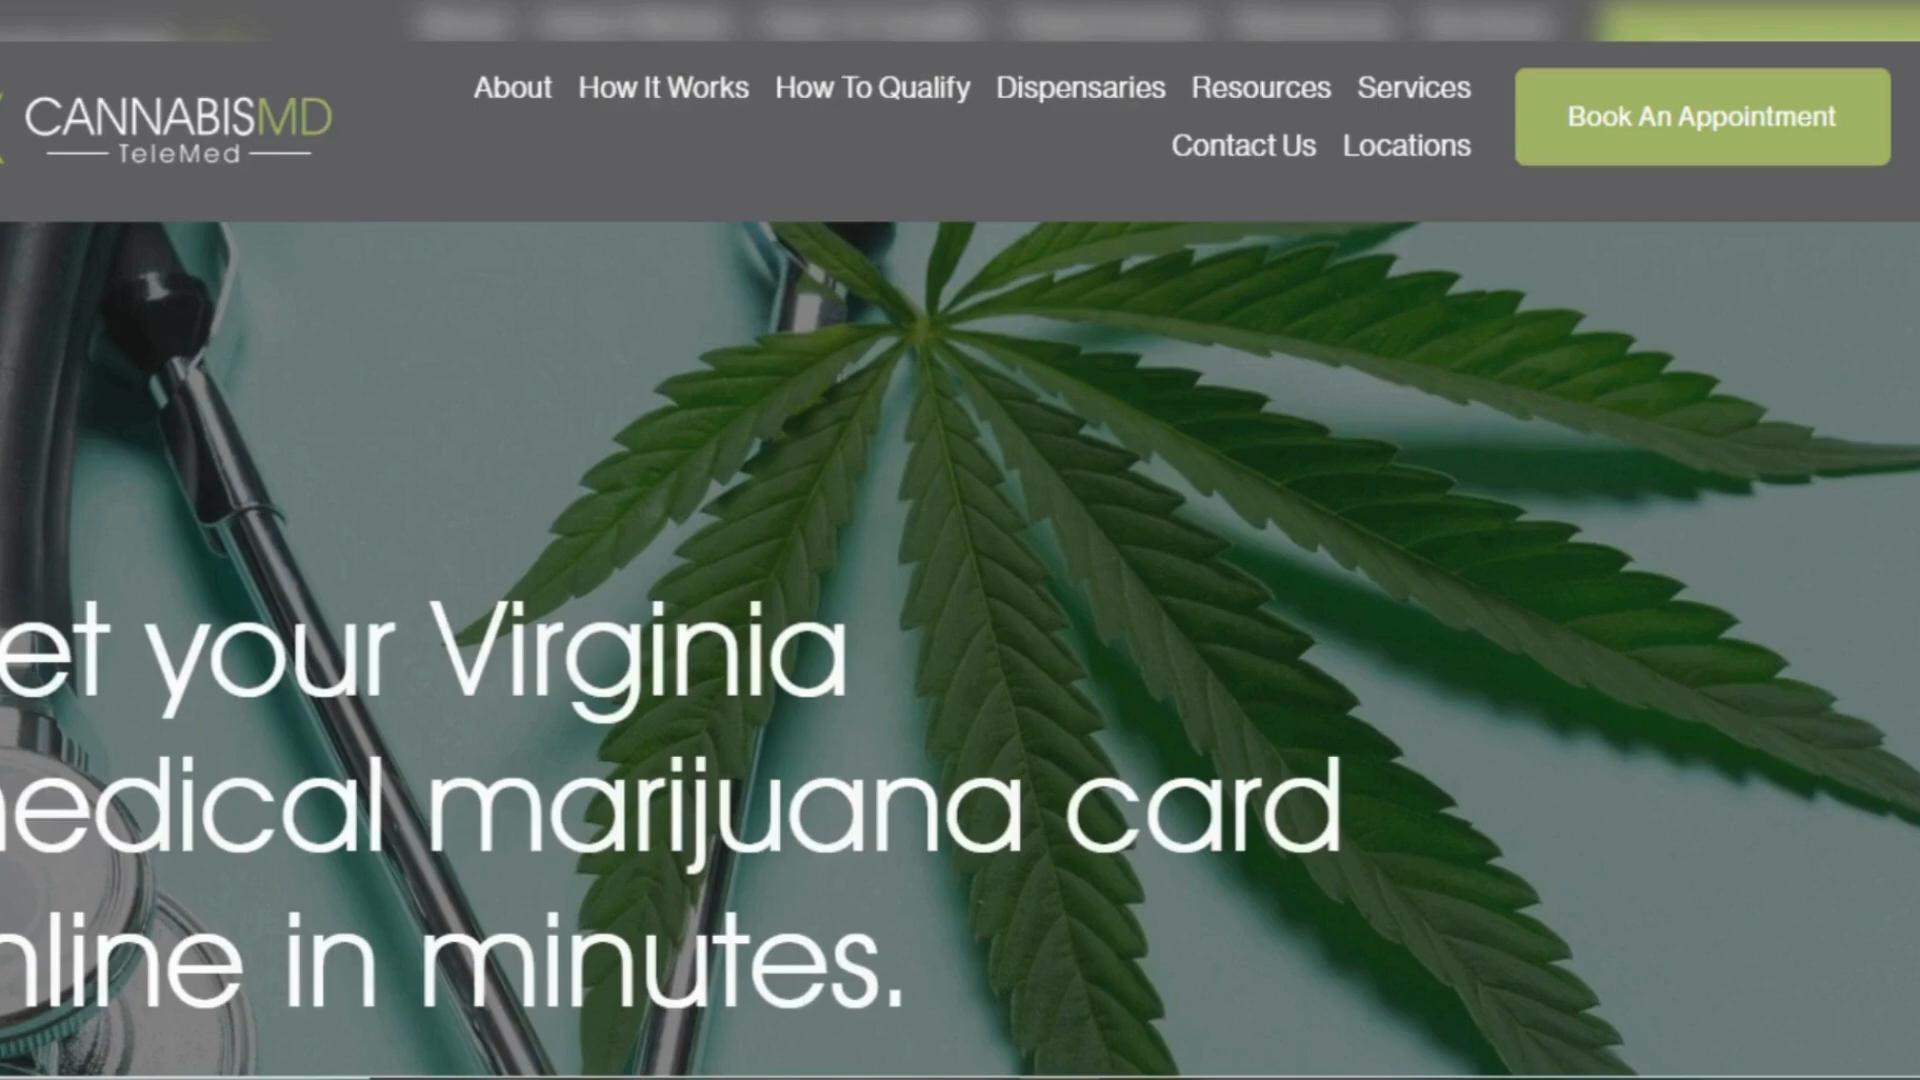 CANNABISMD
TeleMed
About How It Works How To Qualify Dispensaries Resources Services
Contact Us Locations
Book An Appointment
et your Virginia
edical marijuana card
nline in minutes.